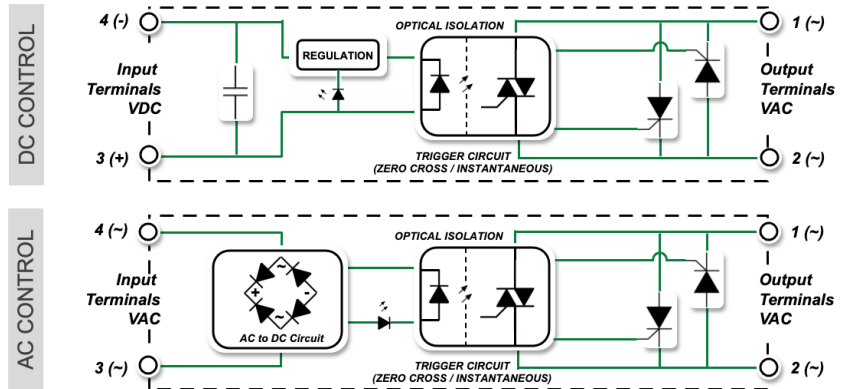 DC CONTROL
4 (-)
OPTICAL ISOLATION
1 (~)
REGULATION
Input
Terminals
VDC
Output
Terminals
VAC
3 (+)
TRIGGER CIRCUIT
(ZERO CROSS / INSTANTANEOUS)
2 (~)
AC CONTROL
4 (~)
OPTICAL ISOLATION
1 (~)
Input
Terminals
VAC
~
+ -
~
AC to DC Circuit
Output
Terminals
VAC
3 (~)
TRIGGER CIRCUIT
(ZERO CROSS / INSTANTANEOUS)
2 (~)